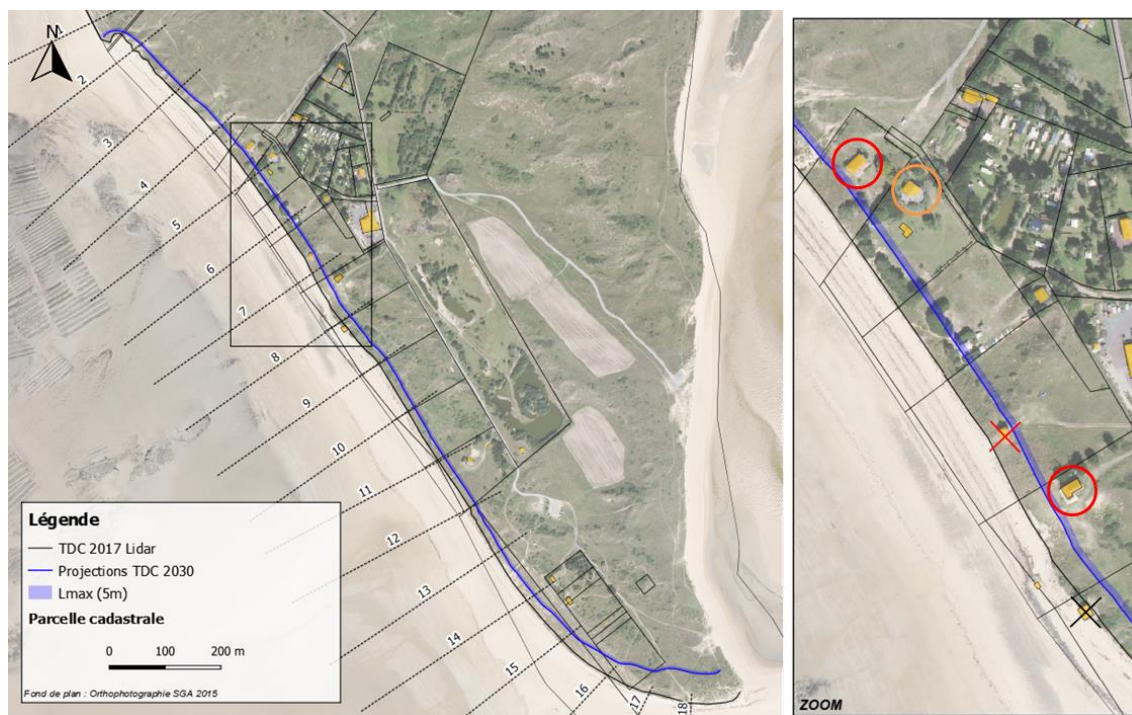 N
2
3
4
5
6
7
8
9
10
11
12
13
14
15
16
17
18
Légende
TDC 2017 Lidar
Projections TDC 2030
Lmax (5m)
Parcelle cadastrale
0 100 200 m
Fond de plan : Orthophotographie SGA 2015
ZOOM